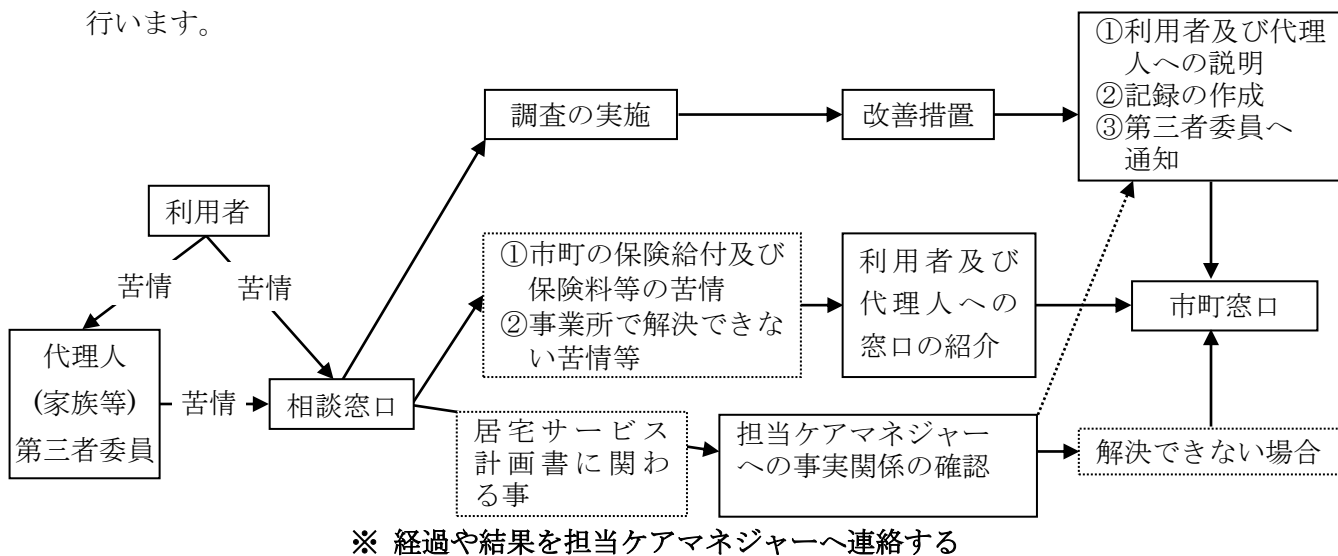 行います。
①利用者及び代理
人への説明
②記録の作成
③第三者委員へ
通知
調査の実施
改善措置
利用者
苦情
苦情
①市町の保険給付及び
保険料等の苦情
②事業所で解決できな
い苦情等
利用者及び
代理人への
窓口の紹介
市町窓口
代理人
(家族等)
第三者委員
苦情
相談窓口
居宅サービス
計画書に関わ
る事
担当ケアマネジャー
への事実関係の確認
解決できない場合
※ 経過や結果を担当ケアマネジャーへ連絡する